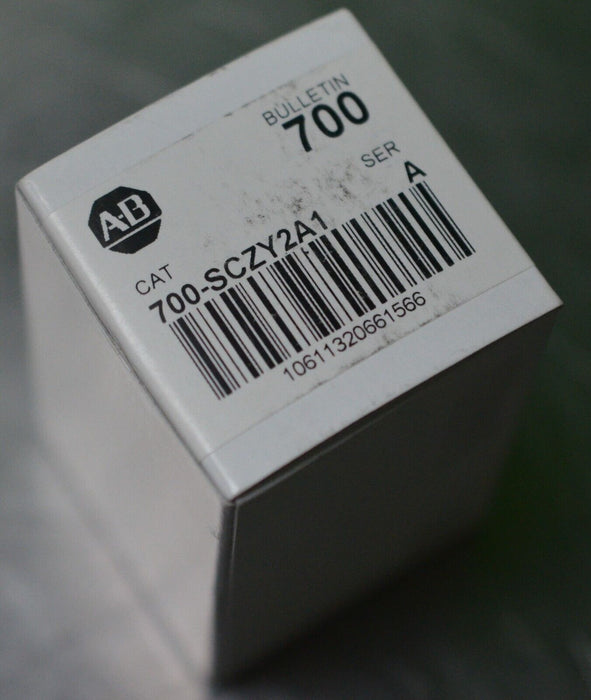 BULLETIN
700
SER
A
A-B
CAT
700-SCZY2A1
10611320661566